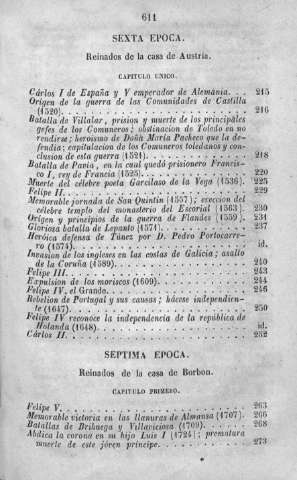 611
SEXTA EPOCA.
Reinados de la casa de Austria.
CAPITULO UNICO.
Cárlos I de España y V emperador de Alemania. . . 215
Orígen de la guerra de las Comunidades de Castilla
(1520). . . . . . . . . . 216
Batalla de Villalar, prision y muerte de los principales
gefes de los Comuneros; obstinacion de Toledo en no
rendirse; heroismo de Doña María Pacheco que la de-
fendia; capitulacion de los Comuneros toledanos y con-
clusion de esta guerra (1521). . . . . . . . 218
Batalla de Pavía, en la cual quedó prisionero Francis-
co I, rey de Francia (1525). . . . . . . . 220
Muerte del célebre poeta Garcilaso de la Vega (1536). 225
Felipe II. . . . . . . . . . 229
Memorable jornada de San Quintin (1557); ereccion del
célebre templo del monasterio del Escorial (1563). . 230
Orígen y principios de la guerra de Flandes (1559. . 231
Gloriosa batalla de Lepanto (1571). . . . . . 237
Heróica defensa de Túnez por D. Pedro Portocarre-
ro (1574). . . . . . . . . . id.
Invasion de los ingleses en las costas de Galicia; asalto
de la Coruña (1589). . . . . . . . 240
Felipe III. . . . . . . . . . 243
Expulsion de los moriscos (1609). . . . . . 244
Felipe IV, el Grande. . . . . . . . 246
Rebelion de Portugal y sus causas; hácese independien-
te (1647). . . . . . . . . . 250
Felipe IV reconoce la independencia de la república de
Holanda (1648). . . . . . . . . id.
Cárlos II. . . . . . . . . . 252
SEPTIMA EPOCA.
Reinados de la casa de Borbon.
CAPITULO PRIMERO.
Felipe V. . . . . . . . . . 263
Memorable victoria en las llanuras de Almansa (1707). 266
Batallas de Brihuega y Villaviciosa (1709). . . . 268
Abdica la corona en su hijo Luis I (1724); prematura
muerte de este jóven príncipe. . . . . . . 273